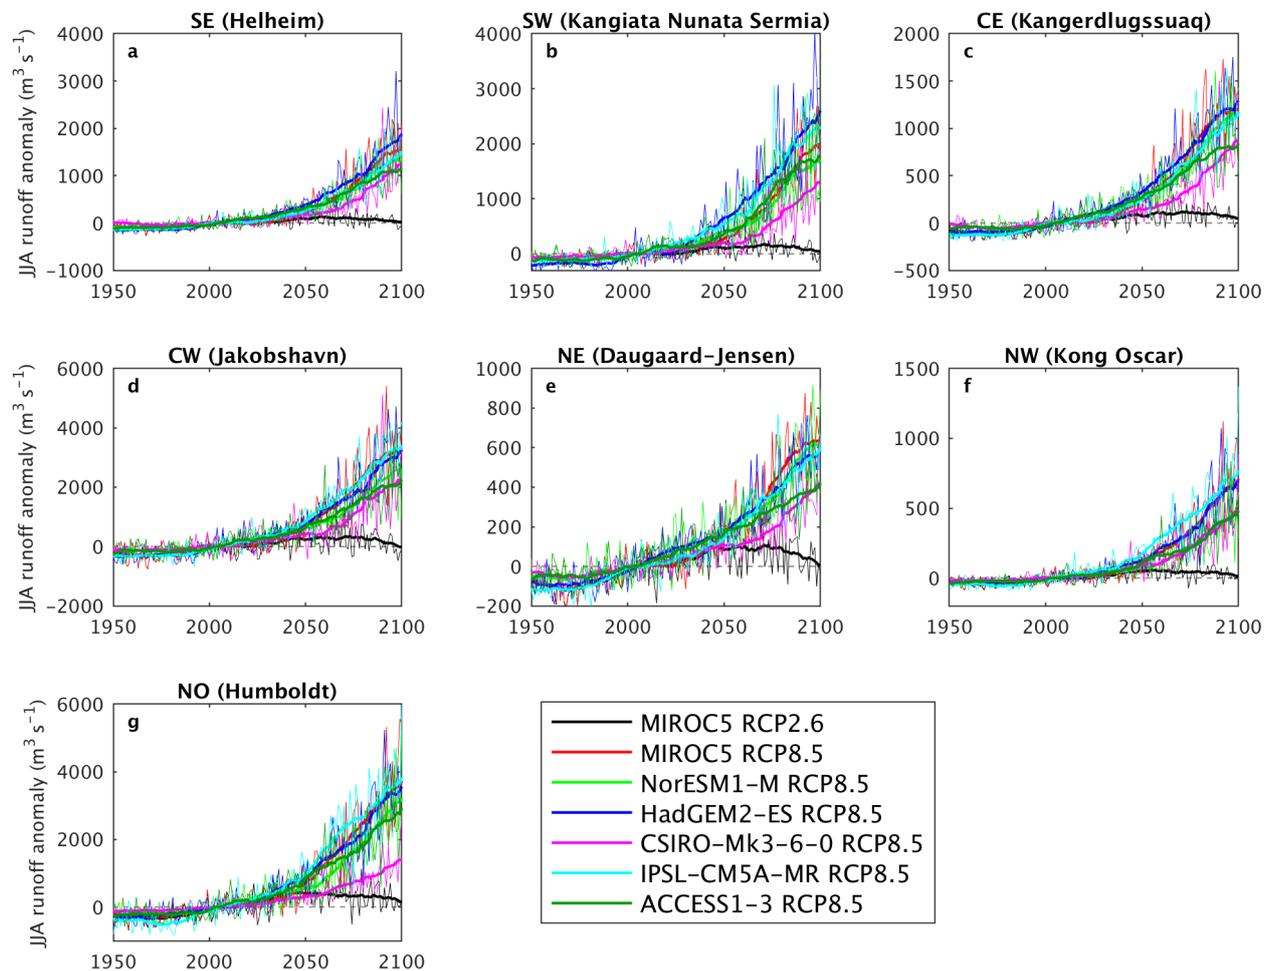 SE (Helheim)
SW (Kangiata Nunata Sermia)
CE (Kangerdlugssuaq)
JJA runoff anomaly (m³ s⁻¹)
a
4000
3000
2000
1000
0
−1000
1950 2000 2050 2100
b
4000
3000
2000
1000
0
1950 2000 2050 2100
c
2000
1500
1000
500
0
−500
1950 2000 2050 2100
CW (Jakobshavn)
NE (Daugaard–Jensen)
NW (Kong Oscar)
JJA runoff anomaly (m³ s⁻¹)
d
6000
4000
2000
0
−2000
1950 2000 2050 2100
e
1000
800
600
400
200
0
−200
1950 2000 2050 2100
f
1500
1000
500
0
1950 2000 2050 2100
NO (Humboldt)
JJA runoff anomaly (m³ s⁻¹)
g
6000
4000
2000
0
1950 2000 2050 2100
MIROC5 RCP2.6
MIROC5 RCP8.5
NorESM1−M RCP8.5
HadGEM2−ES RCP8.5
CSIRO−Mk3−6−0 RCP8.5
IPSL−CM5A−MR RCP8.5
ACCESS1−3 RCP8.5